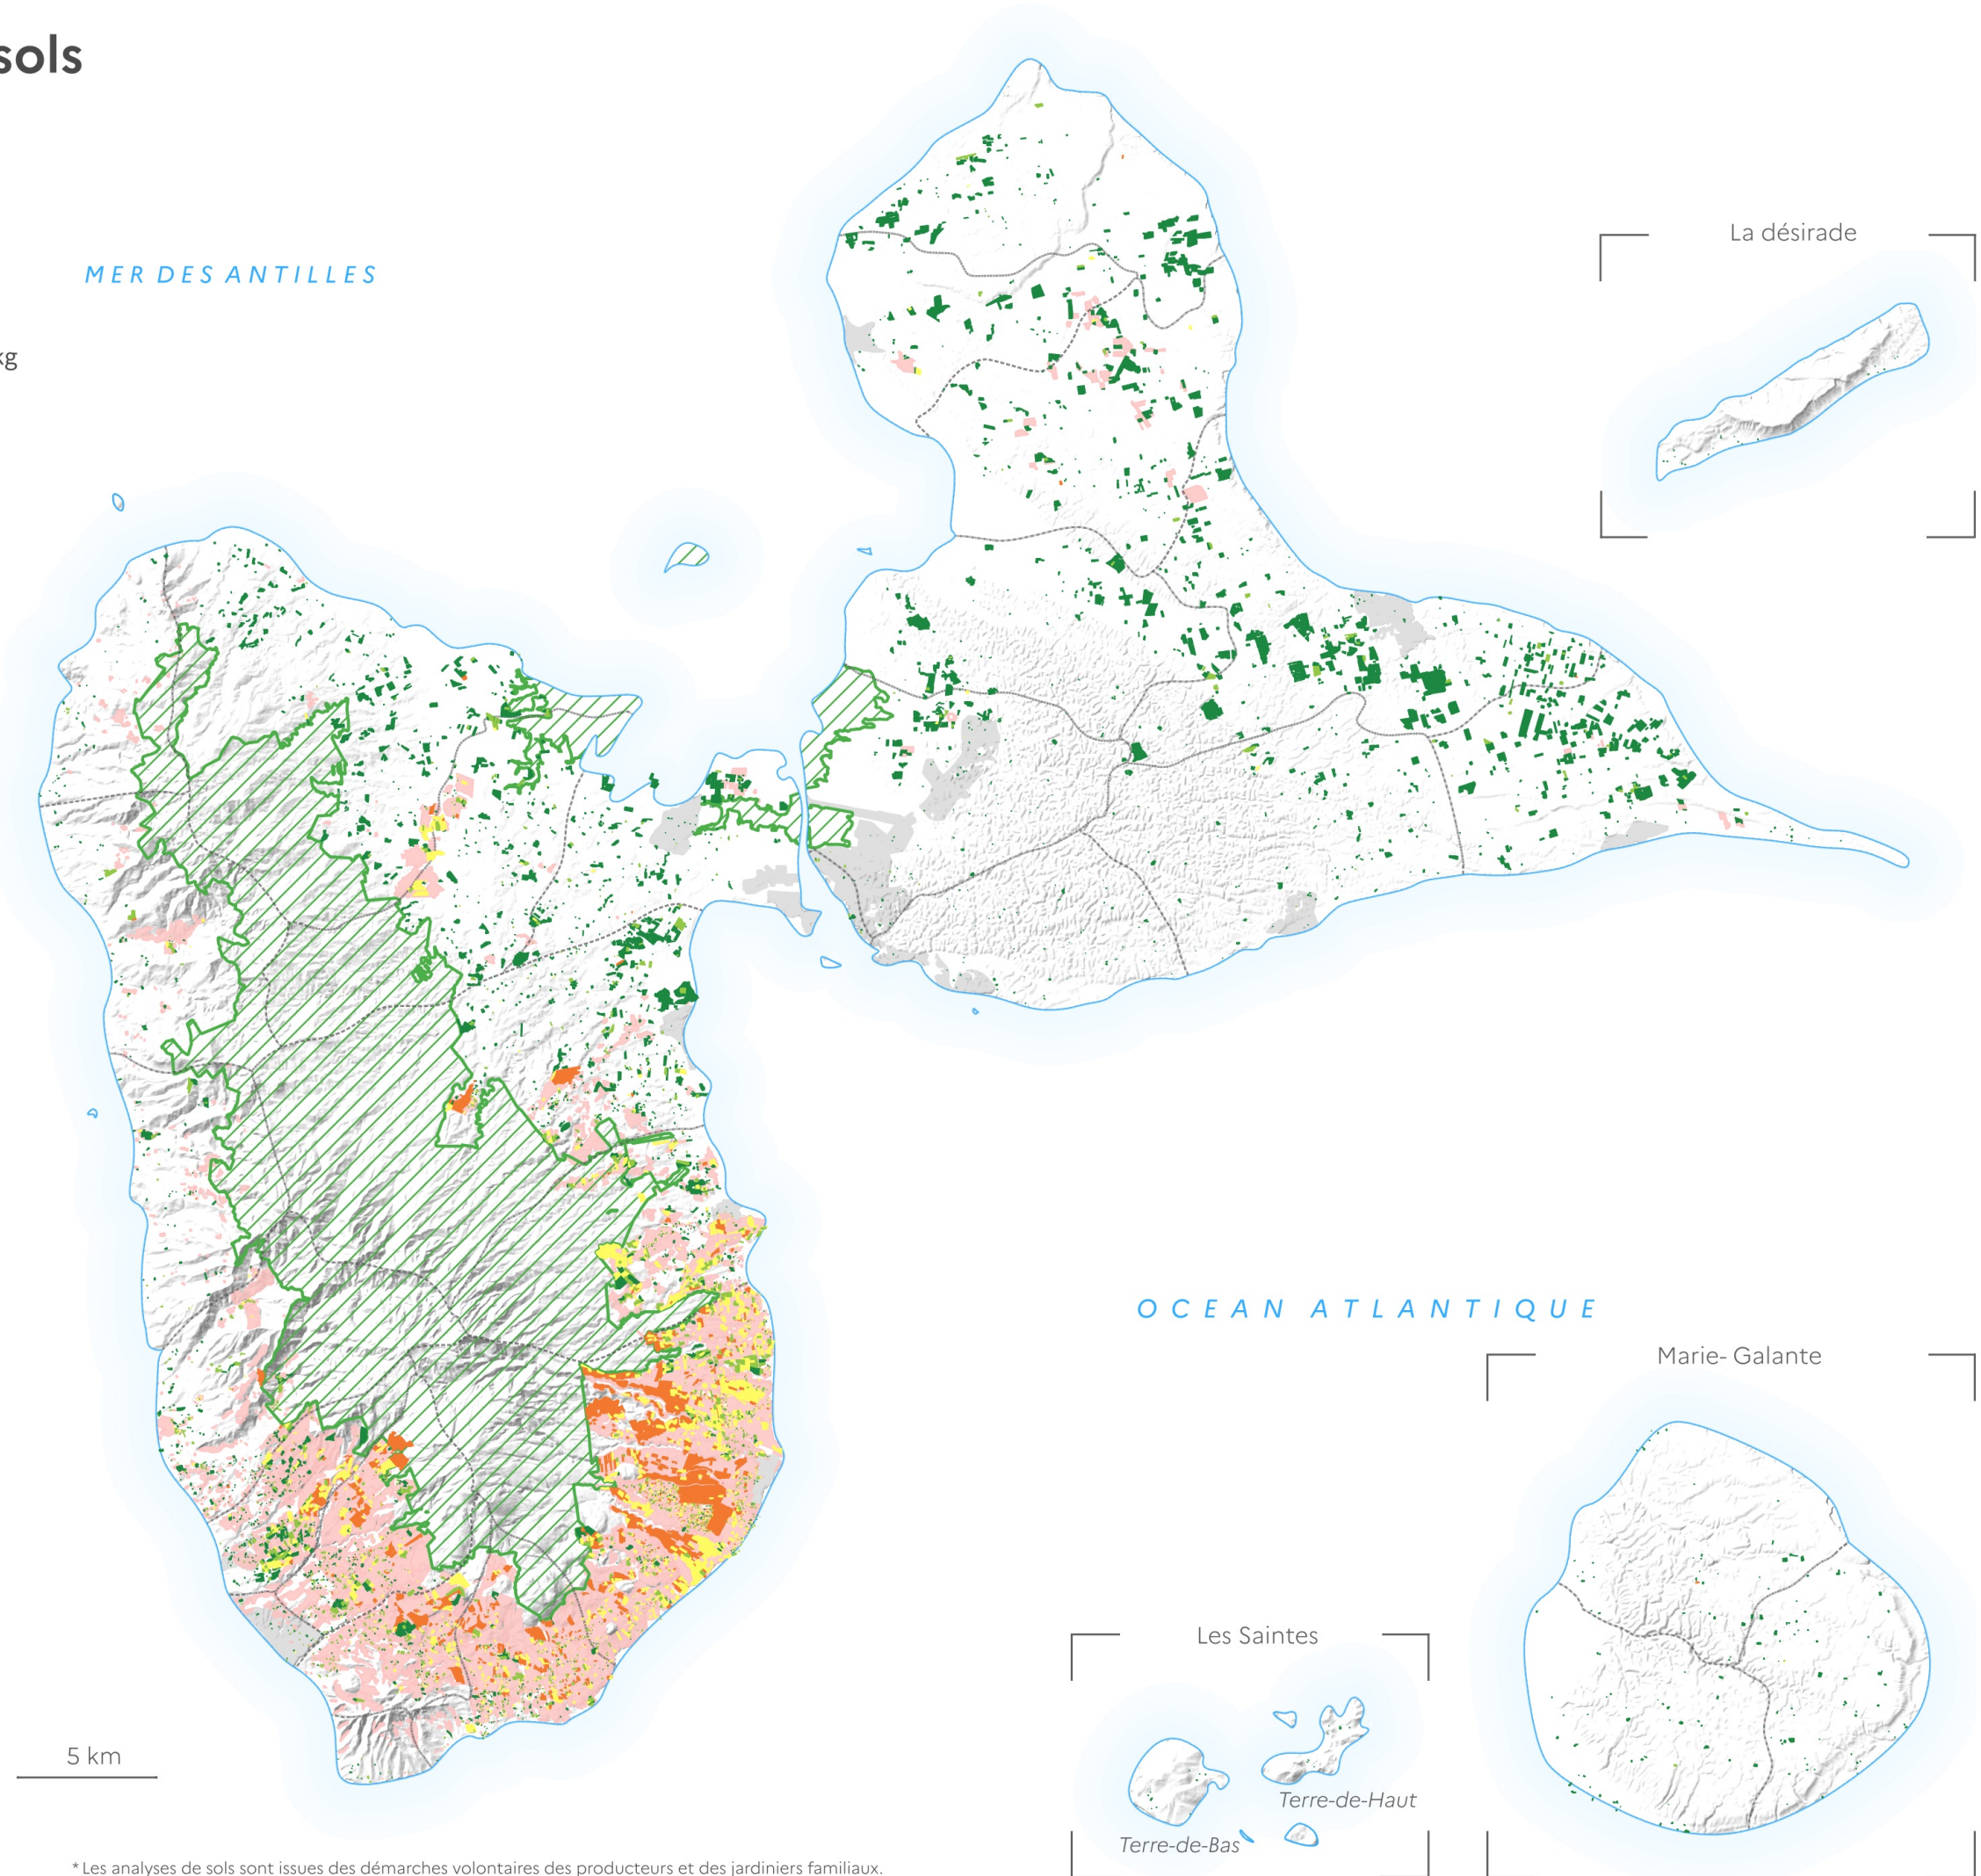 sols
MER DES ANTILLES
La désirade
kg
OCEAN ATLANTIQUE
Marie- Galante
Les Saintes
5 km
Terre-de-Haut
Terre-de-Bas
* Les analyses de sols sont issues des démarches volontaires des producteurs et des jardiniers familiaux.